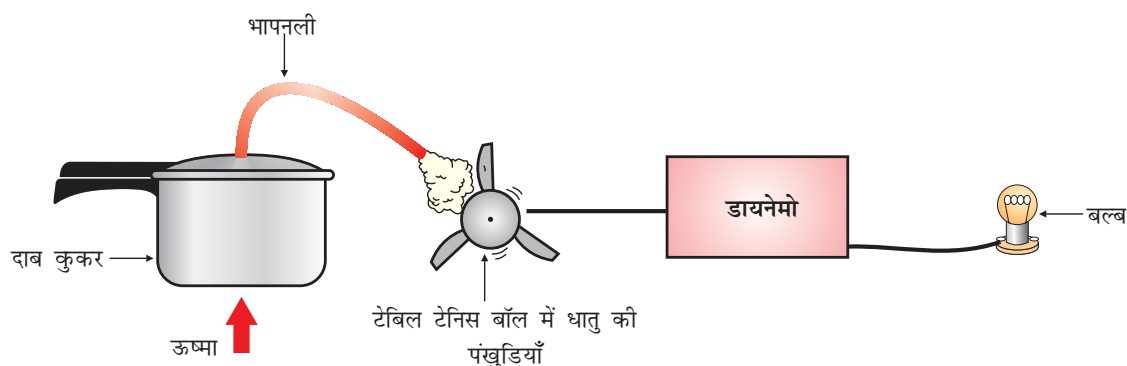 भापनली
डायनेमो
बल्ब
दाब कुकर
टेबिल टेनिस बॉल में धातु की
पंखुडियाँ
ऊष्मा